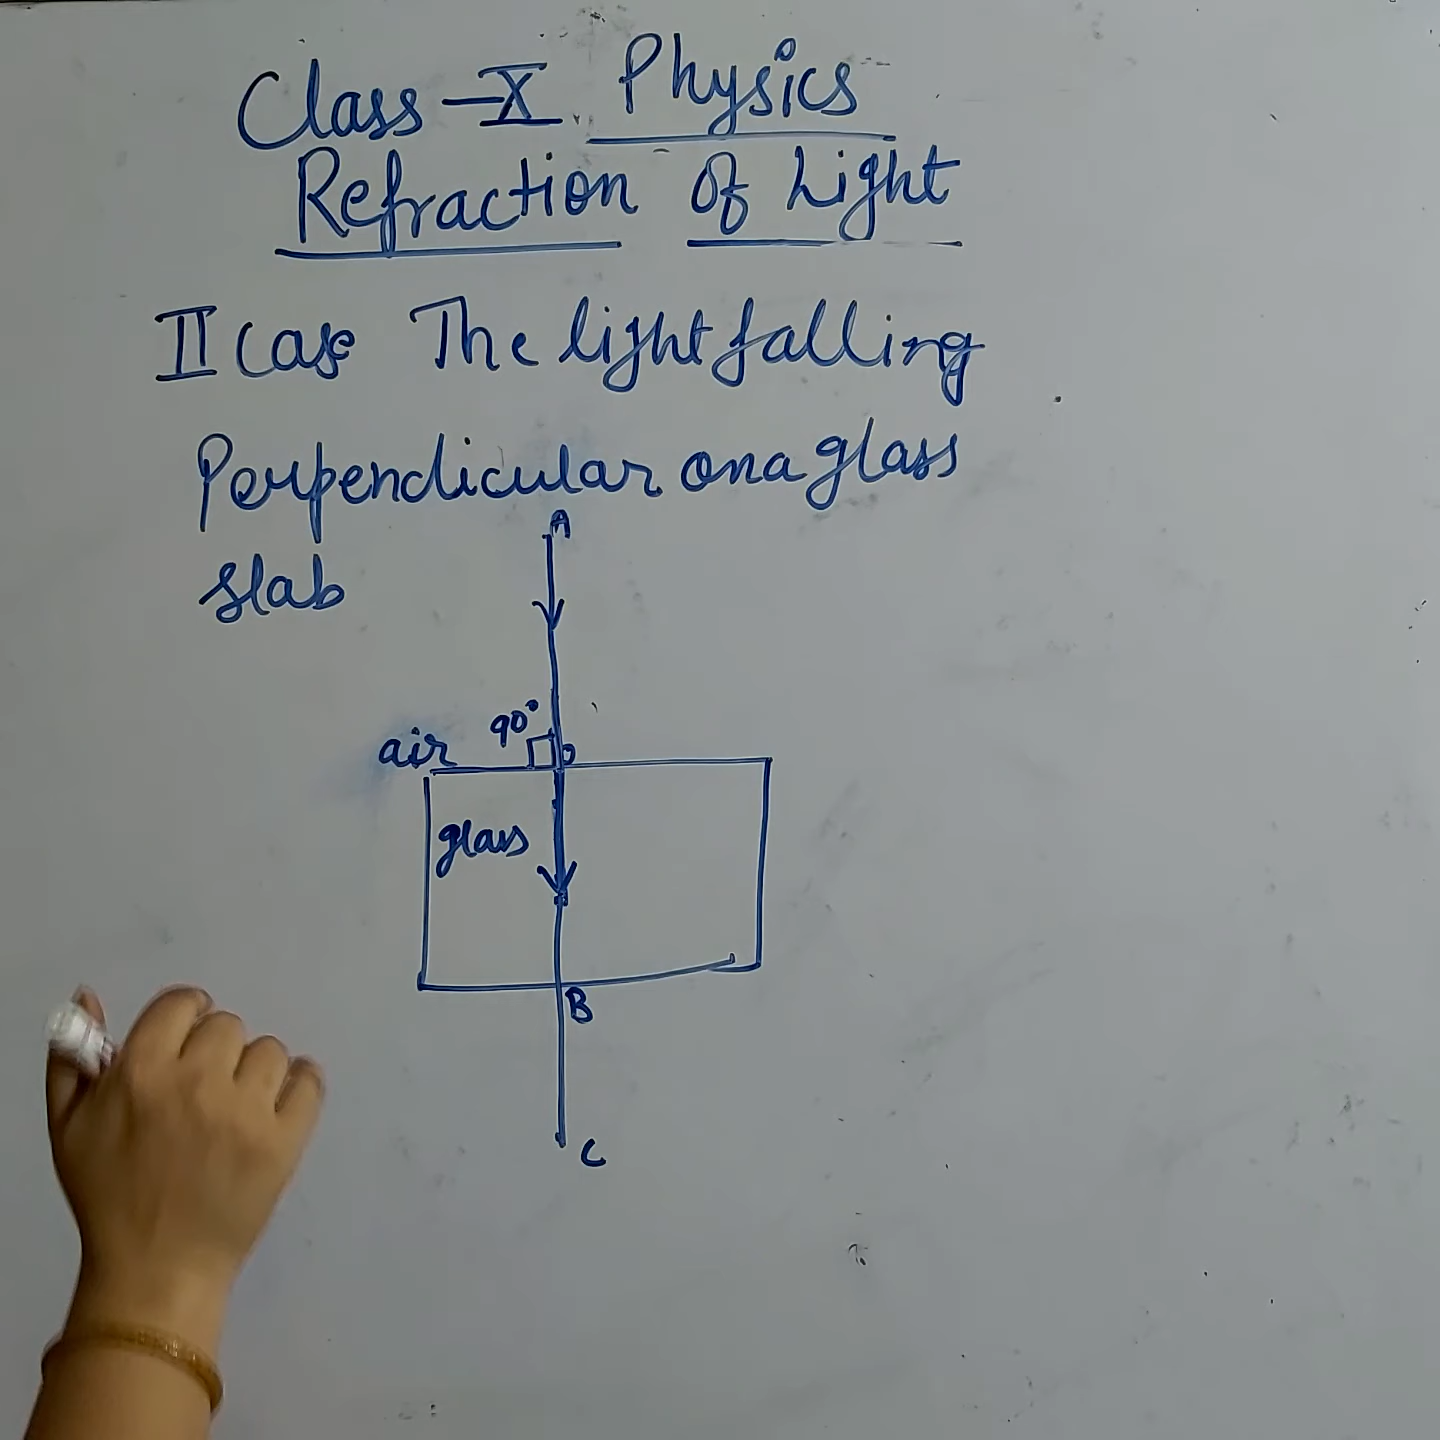 Class - X Physics
Refraction of Light
II Case The light falling
Perpendicular on a glass
slab
A
90°
air
O
glass
B
C